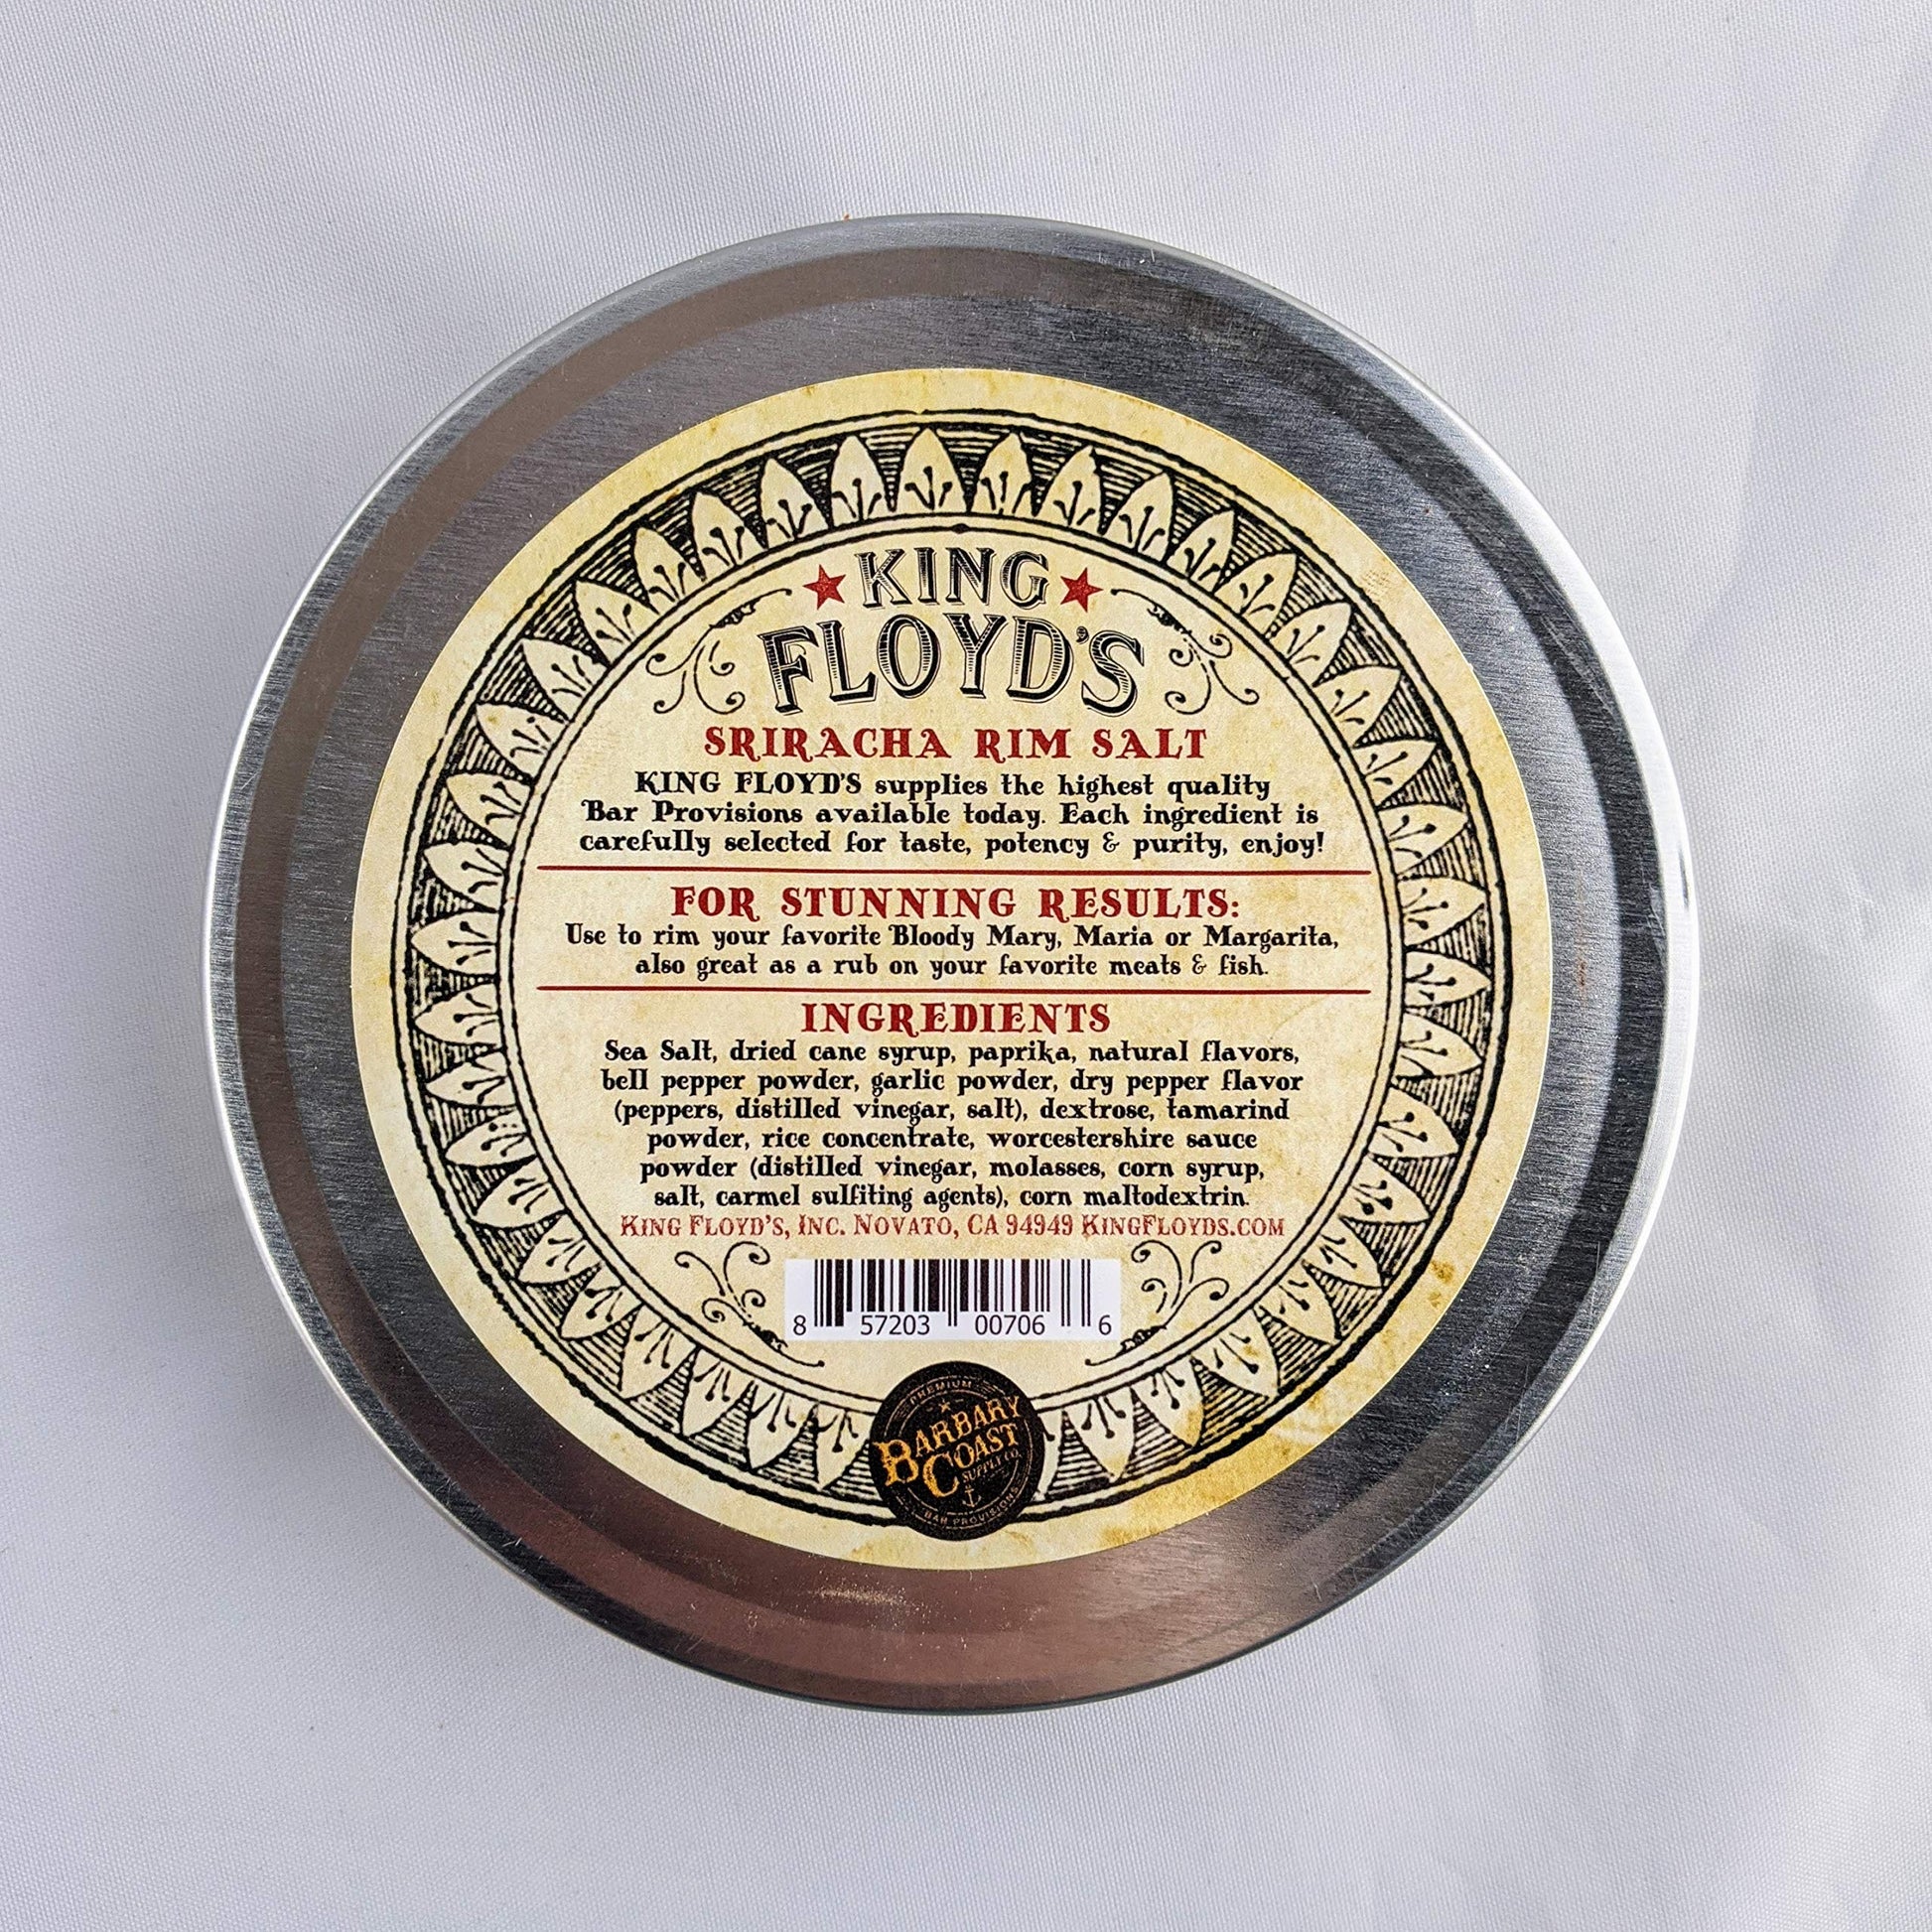 KING
FLOYD'S
SRIRACHA RIM SALT
KING FLOYD'S supplies the highest quality
Bar Provisions available today. Each ingredient is
carefully selected for taste, potency & purity, enjoy!
FOR STUNNING RESULTS:
Use to rim your favorite Bloody Mary, Maria or Margarita,
also great as a rub on your favorite meats & fish.
INGREDIENTS
Sea Salt, dried cane syrup, paprika, natural flavors,
bell pepper powder, garlic powder, dry pepper flavor
(peppers, distilled vinegar, salt), dextrose, tamarind
powder, rice concentrate, worcestershire sauce
powder (distilled vinegar, molasses, corn syrup,
salt, carmel sulfiting agents), corn maltodextrin.
KING FLOYD'S, INC. NOVATO, CA 94949 KINGFLOYDS.COM
8 57203 00706 6
PREMIUM
BARBARY
COAST
SUPPLY CO.
BAR PROVISIONS